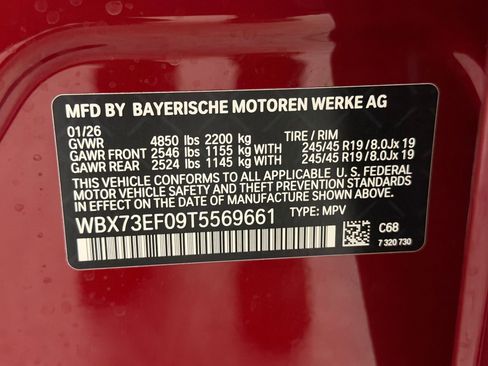 MFD BY BAYERISCHE MOTOREN WERKE AG
01/26
GVWR 4850 lbs 2200 kg TIRE / RIM
GAWR FRONT 2546 lbs 1155 kg WITH 245/45 R19 / 8.0Jx 19
GAWR REAR 2524 lbs 1145 kg WITH 245/45 R19 / 8.0Jx 19
THIS VEHICLE CONFORMS TO ALL APPLICABLE U. S. FEDERAL
MOTOR VEHICLE SAFETY AND THEFT PREVENTION STANDARDS
IN EFFECT ON THE DATE OF MANUFACTURE SHOWN ABOVE.
WBX73EF09T5569661 TYPE: MPV
C68
7 320 730